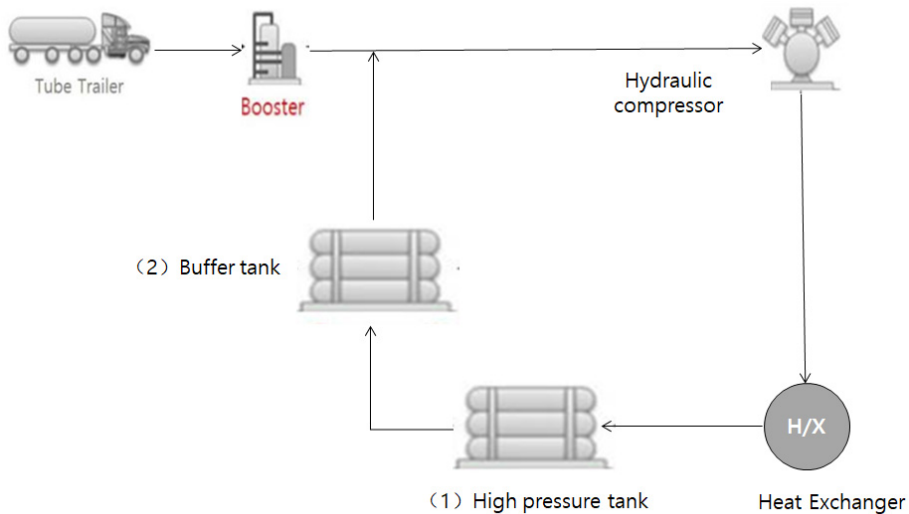 Tube Trailer
Booster
Hydraulic
compressor
（2）Buffer tank
H/X
（1）High pressure tank
Heat Exchanger